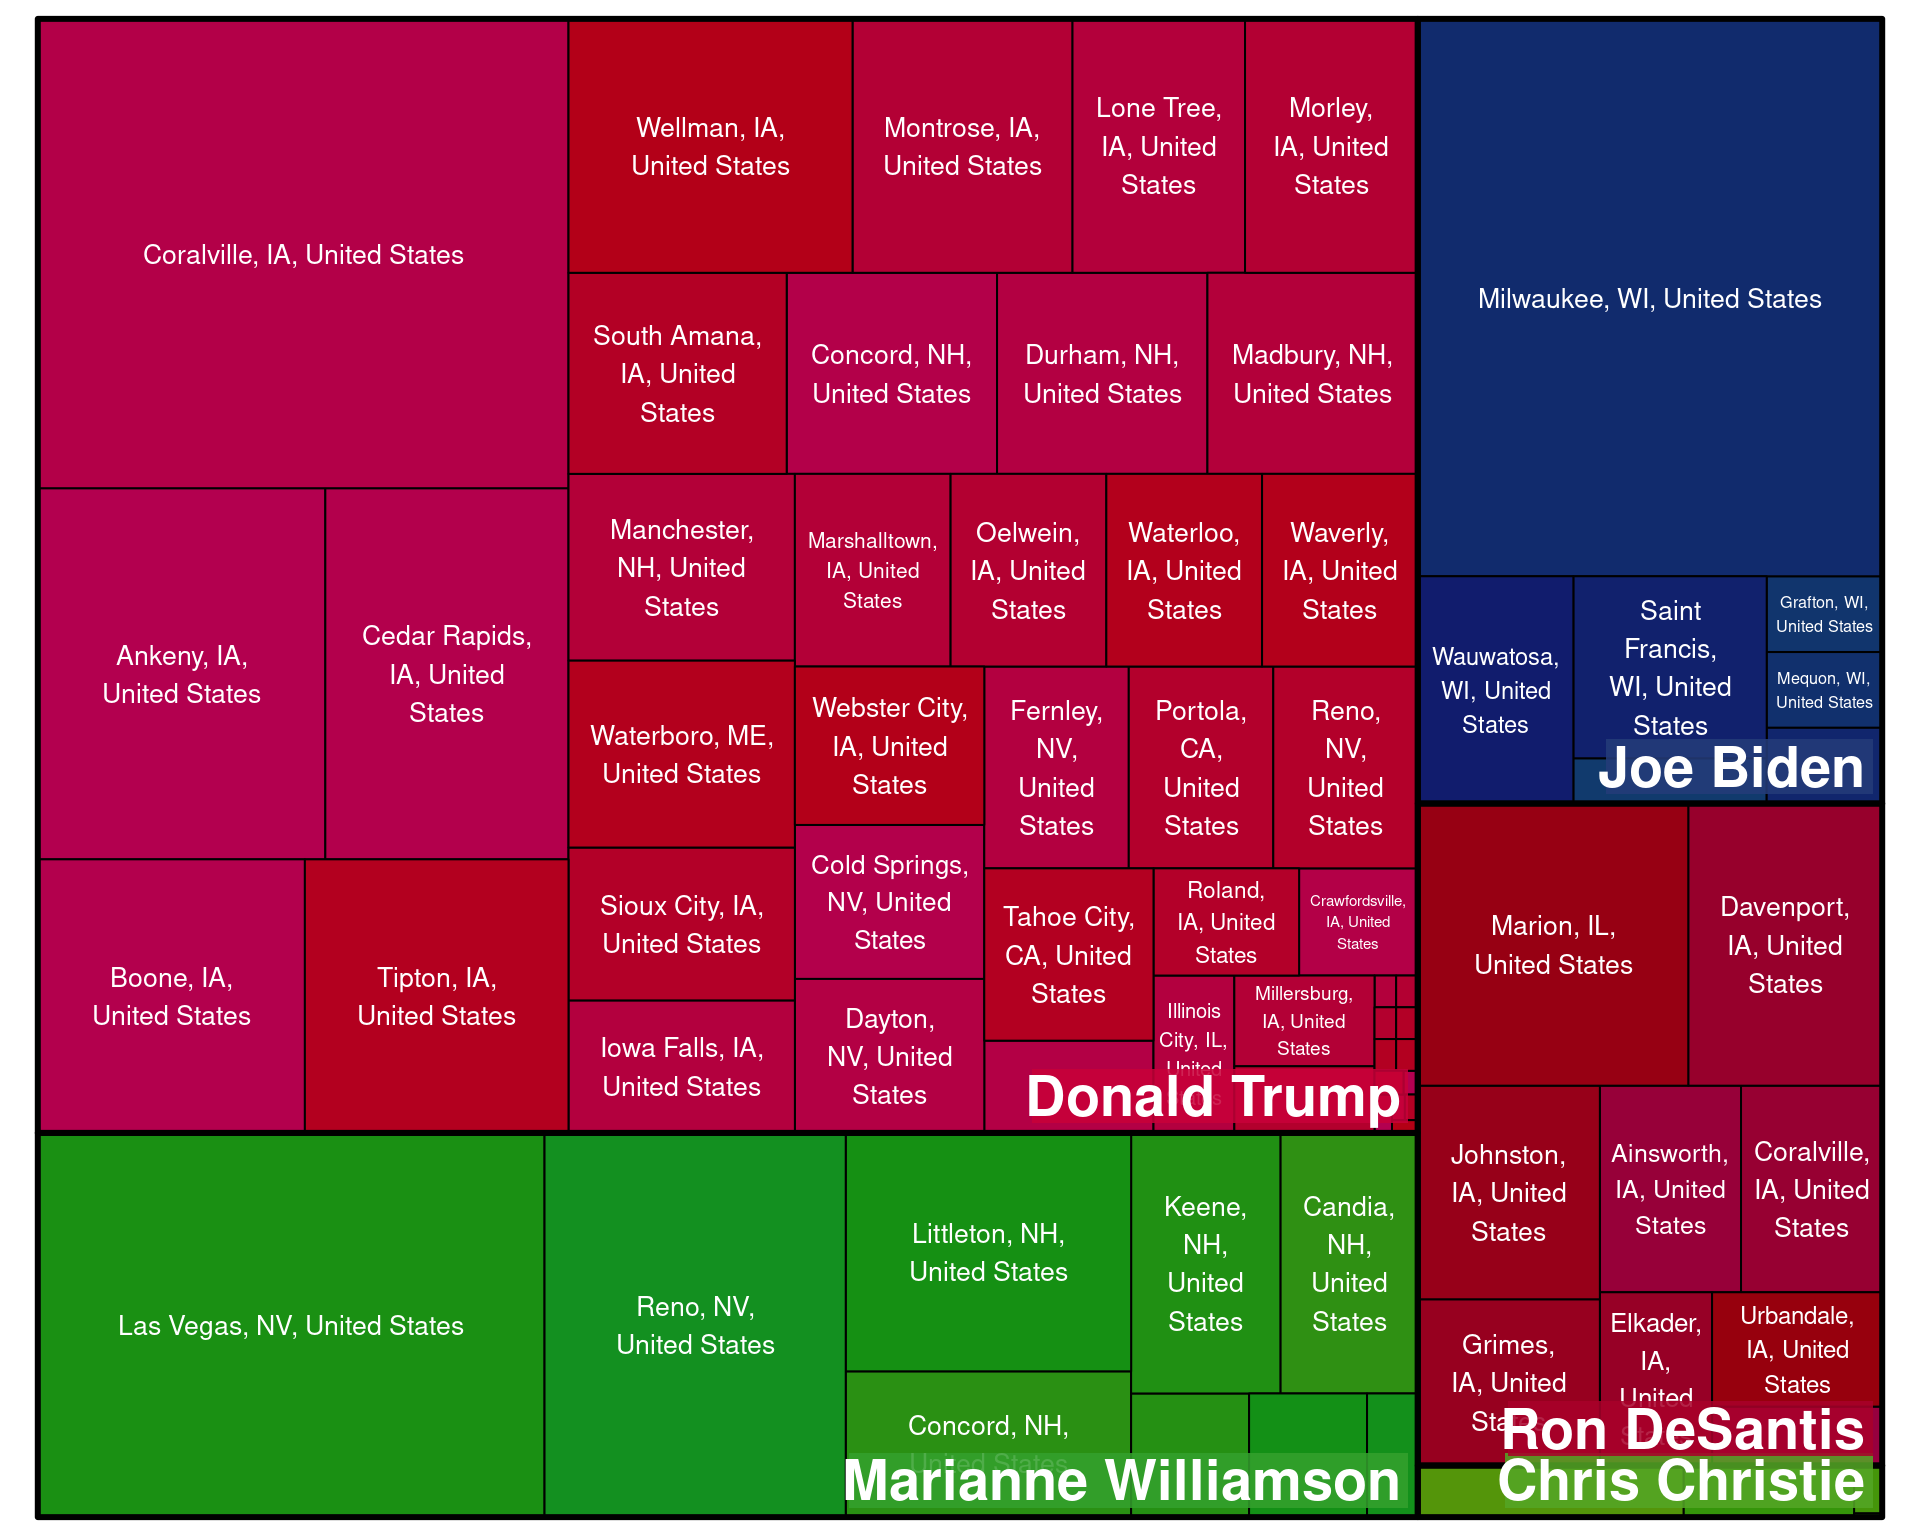 Coralville, IA, United States
Wellman, IA,
United States
Montrose, IA,
United States
Lone Tree,
IA, United
States
Morley,
IA, United
States
South Amana,
IA, United
States
Concord, NH,
United States
Durham, NH,
United States
Madbury, NH,
United States
Ankeny, IA,
United States
Cedar Rapids,
IA, United
States
Manchester,
NH, United
States
Marshalltown,
IA, United
States
Oelwein,
IA, United
States
Waterloo,
IA, United
States
Waverly,
IA, United
States
Waterboro, ME,
United States
Webster City,
IA, United
States
Fernley,
NV,
United
States
Portola,
CA,
United
States
Reno,
NV,
United
States
Boone, IA,
United States
Tipton, IA,
United States
Sioux City, IA,
United States
Cold Springs,
NV, United
States
Tahoe City,
CA, United
States
Roland,
IA, United
States
Crawfordsville,
IA, United
States
Iowa Falls, IA,
United States
Dayton,
NV, United
States
Illinois
City, IL,
United
States
Millersburg,
IA, United
States
Donald Trump
Milwaukee, WI, United States
Wauwatosa,
WI, United
States
Saint
Francis,
WI, United
States
Grafton, WI,
United States
Mequon, WI,
United States
Joe Biden
Marion, IL,
United States
Davenport,
IA, United
States
Johnston,
IA, United
States
Ainsworth,
IA, United
States
Coralville,
IA, United
States
Grimes,
IA, United
States
Elkader,
IA,
United
States
Urbandale,
IA, United
States
Ron DeSantis
Chris Christie
Las Vegas, NV, United States
Reno, NV,
United States
Littleton, NH,
United States
Keene,
NH,
United
States
Candia,
NH,
United
States
Concord, NH,
United States
Marianne Williamson